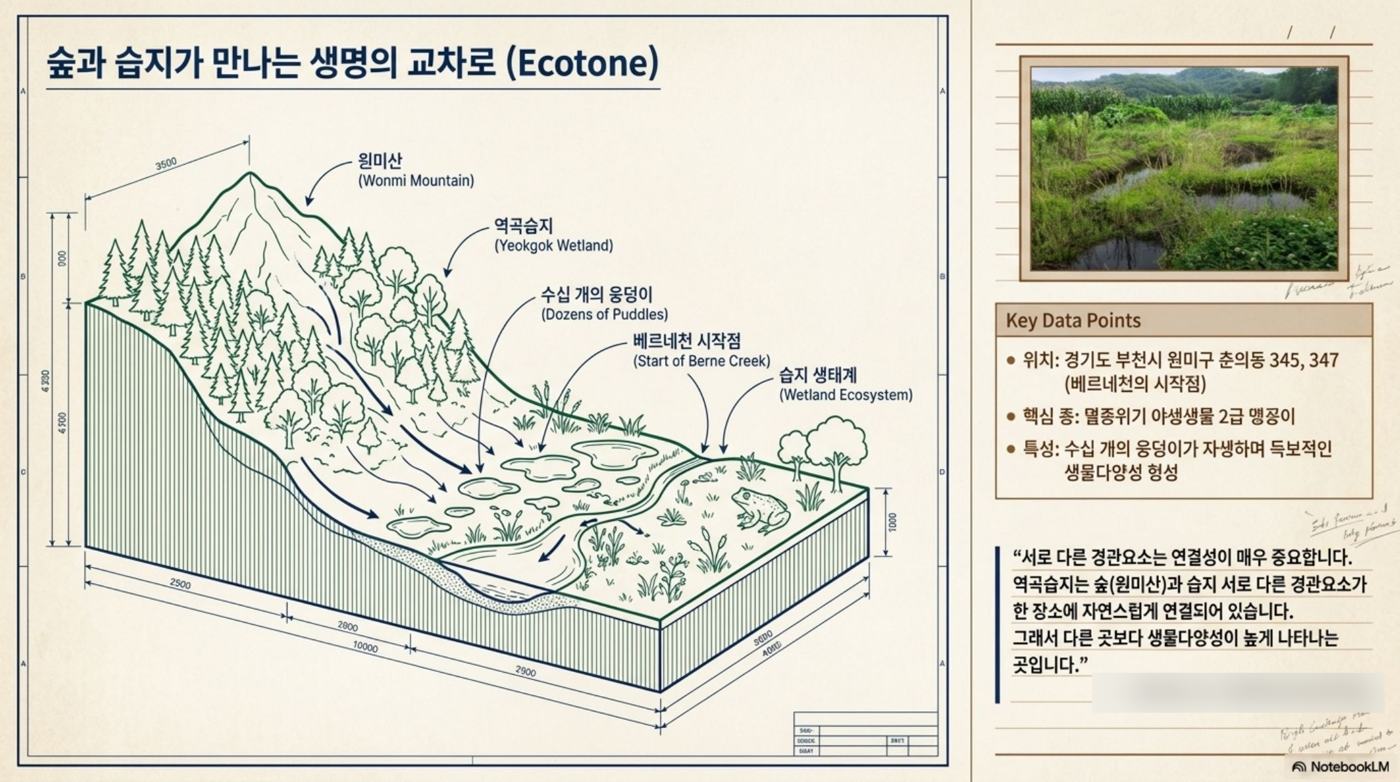 숲과 습지가 만나는 생명의 교차로 (Ecotone)
3500
원미산
(Wonmi Mountain)
역곡습지
(Yeokgok Wetland)
수십 개의 웅덩이
(Dozens of Puddles)
베르네천 시작점
(Start of Berne Creek)
습지 생태계
(Wetland Ecosystem)
000
1000
2500
2800
10000
2900
A
B
C
A
A
B
D
A
Key Data Points
• 위치: 경기도 부천시 원미구 춘의동 345, 347
(베르네천의 시작점)
• 핵심 종: 멸종위기 야생생물 2급 맹꽁이
• 특성: 수십 개의 웅덩이가 자생하며 독보적인
생물다양성 형성
“서로 다른 경관요소는 연결성이 매우 중요합니다.
역곡습지는 숲(원미산)과 습지 서로 다른 경관요소가
한 장소에 자연스럽게 연결되어 있습니다.
그래서 다른 곳보다 생물다양성이 높게 나타나는
곳입니다.”
NotebookLM